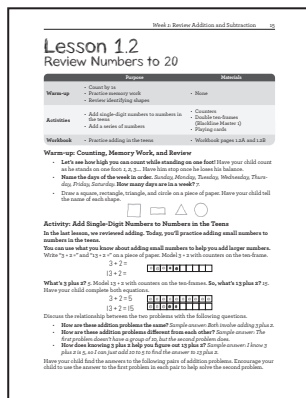 Week 1: Review Addition and Subtraction 15
Lesson 1.2
Review Numbers to 20
Purpose Materials
Warm-up
• Count by 1s
• Practice memory work
• Review identifying shapes
• None
Activities
• Add single-digit numbers to numbers in the teens
• Add a series of numbers
• Counters
• Double ten-frames (Blackline Master 1)
• Playing cards
Workbook
• Practice adding in the teens
• Workbook pages 1.2A and 1.2B
Warm-up: Counting, Memory Work, and Review
• Let's see how high you can count while standing on one foot! Have your child count
as he stands on one foot: 1, 2, 3... Have him stop once he loses his balance.
• Name the days of the week in order. Sunday, Monday, Tuesday, Wednesday, Thurs-
day, Friday, Saturday. How many days are in a week? 7.
• Draw a square, rectangle, triangle, and circle on a piece of paper. Have your child tell
the name of each shape.
Activity: Add Single-Digit Numbers to Numbers in the Teens
In the last lesson, we reviewed adding. Today, you'll practice adding small numbers to
numbers in the teens.
You can use what you know about adding small numbers to help you add larger numbers.
Write "3 + 2 =" and "13 + 2 =" on a piece of paper. Model 3 + 2 with counters on the ten-frame.
3 + 2 =
13 + 2 =
What's 3 plus 2? 5. Model 13 + 2 with counters on the ten-frames. So, what's 13 plus 2? 15.
Have your child complete both equations.
3 + 2 = 5
13 + 2 = 15
Discuss the relationship between the two problems with the following questions.
• How are these addition problems the same? Sample answer: Both involve adding 3 plus 2.
• How are these addition problems different from each other? Sample answer: The
first problem doesn't have a group of 10, but the second problem does.
• How does knowing 3 plus 2 help you figure out 13 plus 2? Sample answer: I know 3
plus 2 is 5, so I can just add 10 to 5 to find the answer to 13 plus 2.
Have your child find the answers to the following pairs of addition problems. Encourage your
child to use the answer to the first problem in each pair to help solve the second problem.